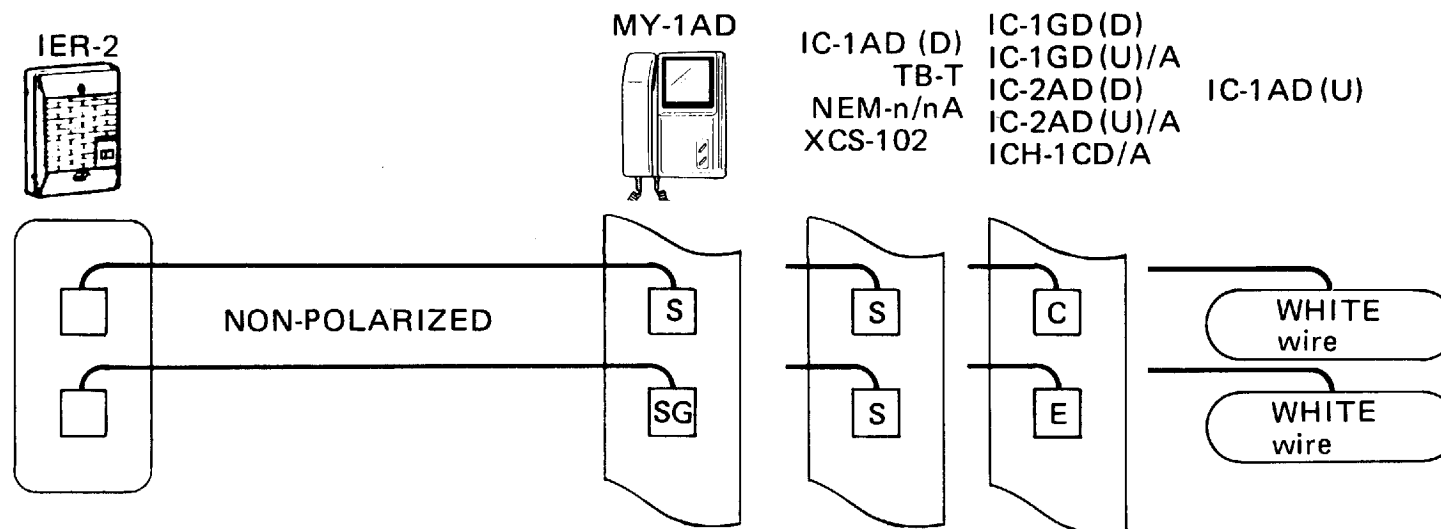 IER-2
MY-1AD
IC-1AD (D)
TB-T
NEM-n/nA
XCS-102
IC-1GD (D)
IC-1GD (U)/A
IC-2AD (D)
IC-2AD (U)/A
ICH-1CD/A
IC-1AD (U)
NON-POLARIZED
S
SG
S
S
C
E
WHITE
wire
WHITE
wire